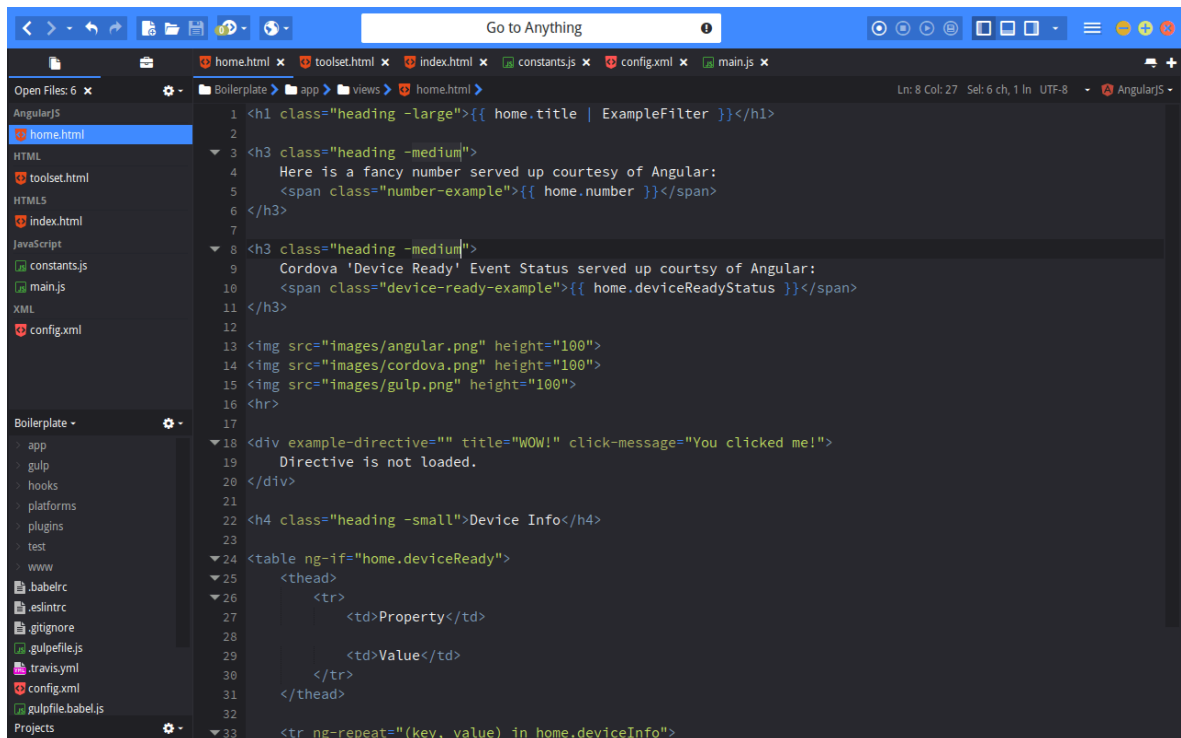 Go to Anything
home.html
toolset.html
index.html
constants.js
config.xml
main.js
Open Files: 6
Boilerplate app views home.html
Ln: 8 Col: 27 Sel: 6 ch, 1 ln UTF-8 AngularJS
AngularJS
home.html
HTML
toolset.html
HTML5
index.html
JavaScript
constants.js
main.js
XML
config.xml
Boilerplate
app
gulp
hooks
platforms
plugins
test
www
.babelrc
.eslintrc
.gitignore
.gulpefile.js
.travis.yml
config.xml
gulpfile.babel.js
Projects
1 <h1 class="heading -large">{{ home.title | ExampleFilter }}</h1>
2
3 <h3 class="heading -medium">
4 Here is a fancy number served up courtesy of Angular:
5 <span class="number-example">{{ home.number }}</span>
6 </h3>
7
8 <h3 class="heading -medium">
9 Cordova 'Device Ready' Event Status served up courtsy of Angular:
10 <span class="device-ready-example">{{ home.deviceReadyStatus }}</span>
11 </h3>
12
13 <img src="images/angular.png" height="100">
14 <img src="images/cordova.png" height="100">
15 <img src="images/gulp.png" height="100">
16 <hr>
17
18 <div example-directive="" title="WOW!" click-message="You clicked me!">
19 Directive is not loaded.
20 </div>
21
22 <h4 class="heading -small">Device Info</h4>
23
24 <table ng-if="home.deviceReady">
25 <thead>
26 <tr>
27 <td>Property</td>
28
29 <td>Value</td>
30 </tr>
31 </thead>
32
33 <tr ng-repeat="(key, value) in home.deviceInfo">